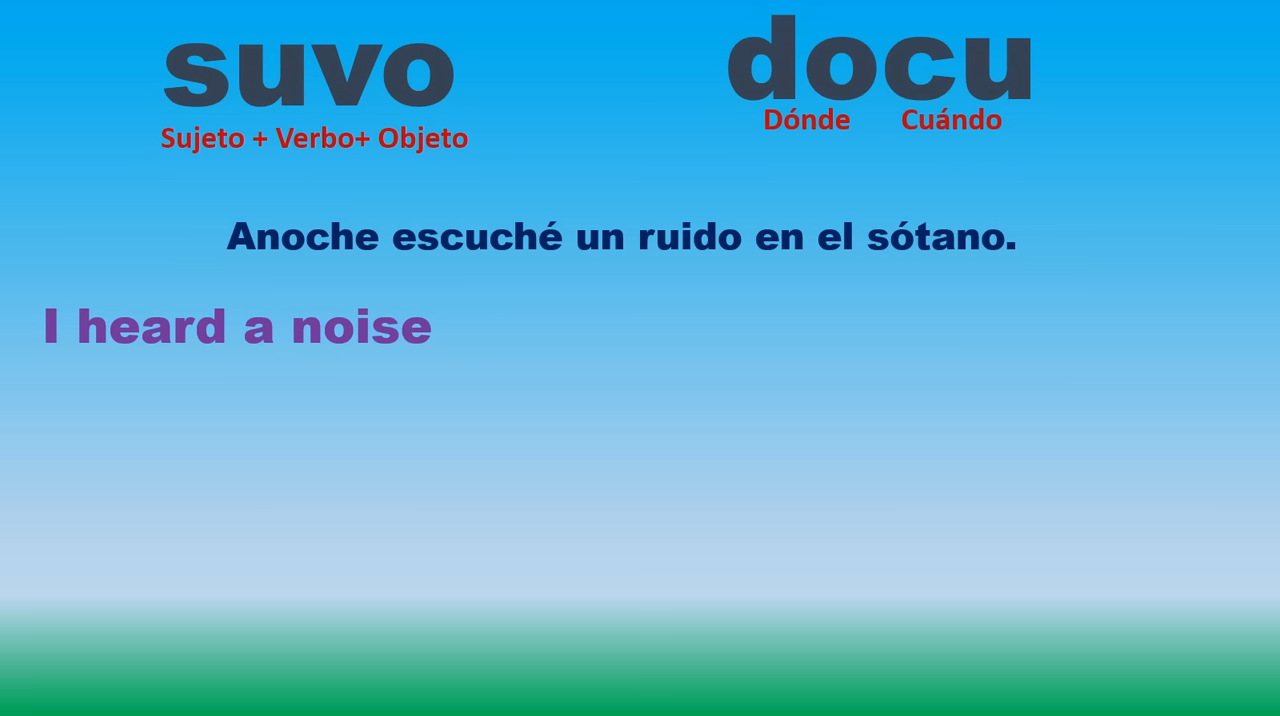 suvo
Sujeto + Verbo+ Objeto
docu
Dónde Cuándo
Anoche escuché un ruido en el sótano.
I heard a noise